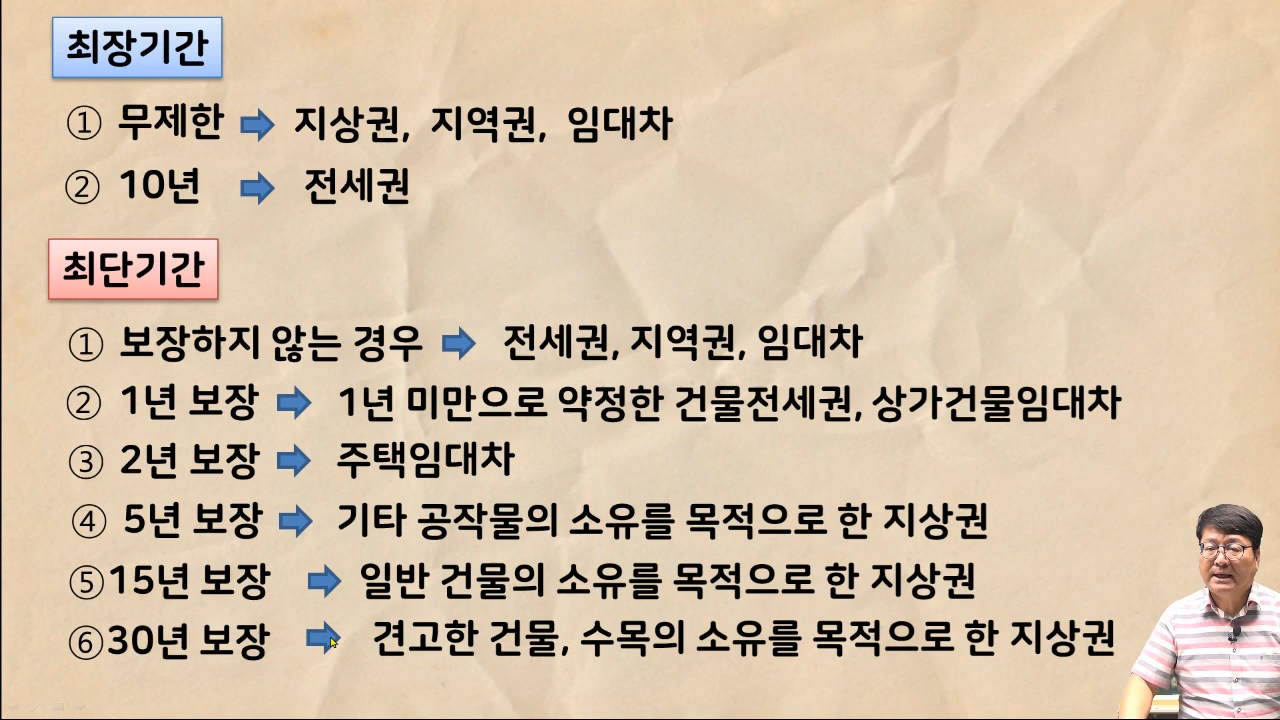 최장기간
① 무제한 ➡ 지상권, 지역권, 임대차
② 10년 ➡ 전세권
최단기간
① 보장하지 않는 경우 ➡ 전세권, 지역권, 임대차
② 1년 보장 ➡ 1년 미만으로 약정한 건물전세권, 상가건물임대차
③ 2년 보장 ➡ 주택임대차
④ 5년 보장 ➡ 기타 공작물의 소유를 목적으로 한 지상권
⑤15년 보장 ➡ 일반 건물의 소유를 목적으로 한 지상권
⑥30년 보장 ➡ 견고한 건물, 수목의 소유를 목적으로 한 지상권